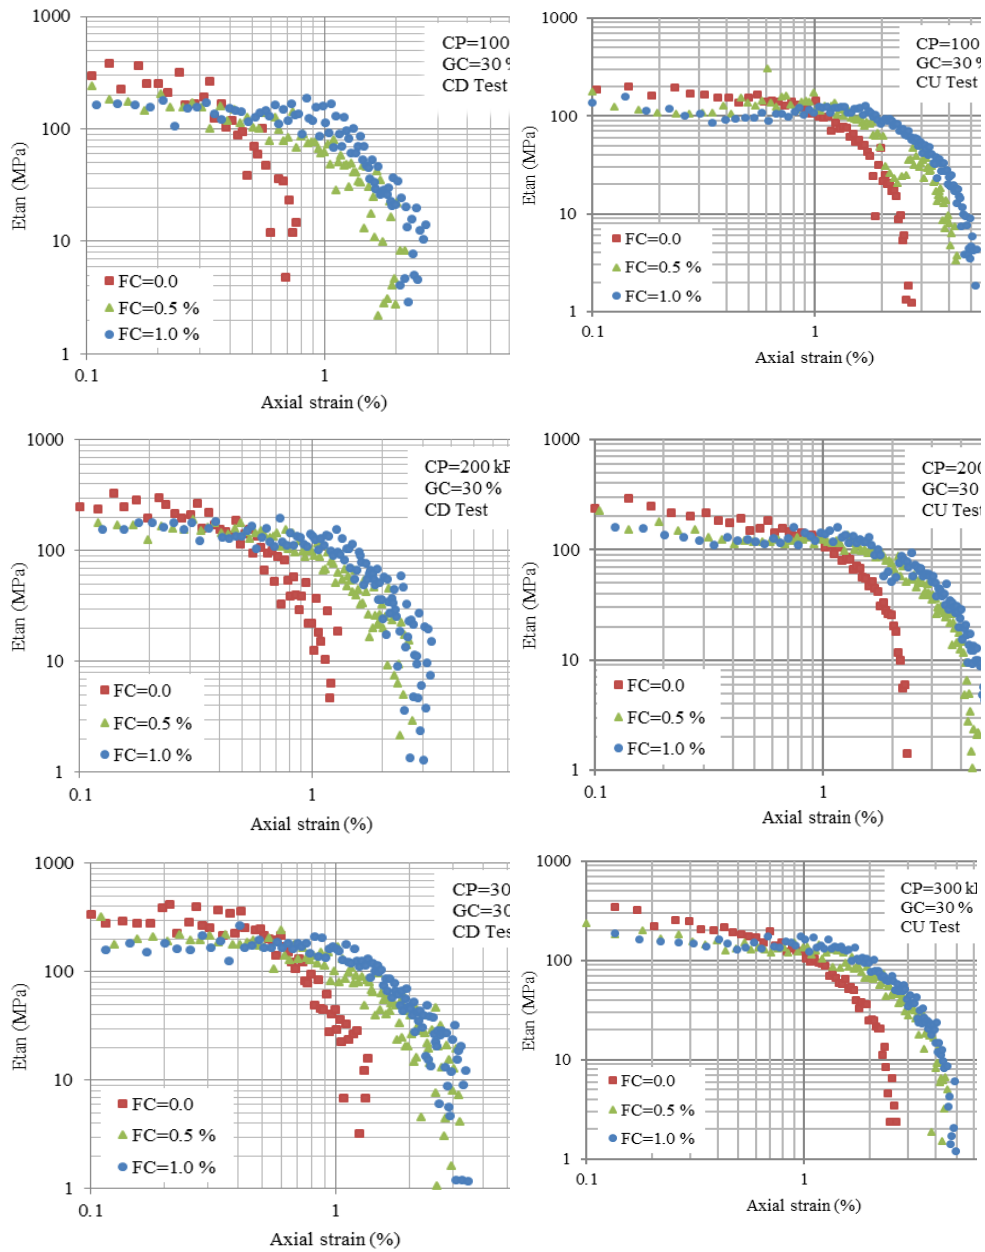 1000
100
10
1
0.1
1
Etan (MPa)
Axial strain (%)
CP=100
GC=30 %
CD Test
FC=0.0
FC=0.5 %
FC=1.0 %
1000
100
10
1
0.1
1
Etan (MPa)
Axial strain (%)
CP=100
GC=30 %
CU Test
FC=0.0
FC=0.5 %
FC=1.0 %
1000
100
10
1
0.1
1
Etan (MPa)
Axial strain (%)
CP=200 kP
GC=30 %
CD Test
FC=0.0
FC=0.5 %
FC=1.0 %
1000
100
10
1
0.1
1
Etan (MPa)
Axial strain (%)
CP=200
GC=30
CU Test
FC=0.0
FC=0.5 %
FC=1.0 %
1000
100
10
1
0.1
1
Etan (MPa)
Axial strain (%)
CP=30
GC=30
CD Tes
FC=0.0
FC=0.5 %
FC=1.0 %
1000
100
10
1
0.1
1
Etan (MPa)
Axial strain (%)
CP=300 kl
GC=30 %
CU Test
FC=0.0
FC=0.5 %
FC=1.0 %